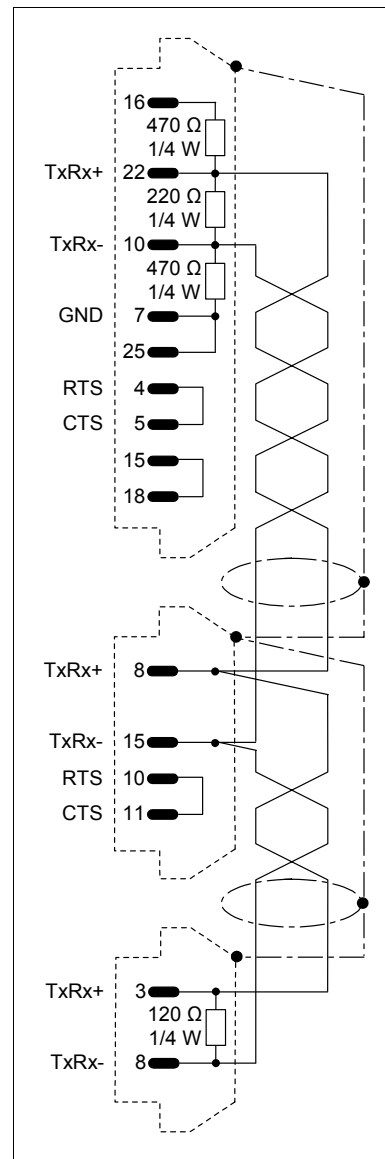 16
470 Ω
1/4 W
TxRx+ 22
220 Ω
1/4 W
TxRx- 10
470 Ω
1/4 W
GND 7
25
RTS 4
CTS 5
15
18
TxRx+ 8
TxRx- 15
RTS 10
CTS 11
TxRx+ 3
120 Ω
1/4 W
TxRx- 8